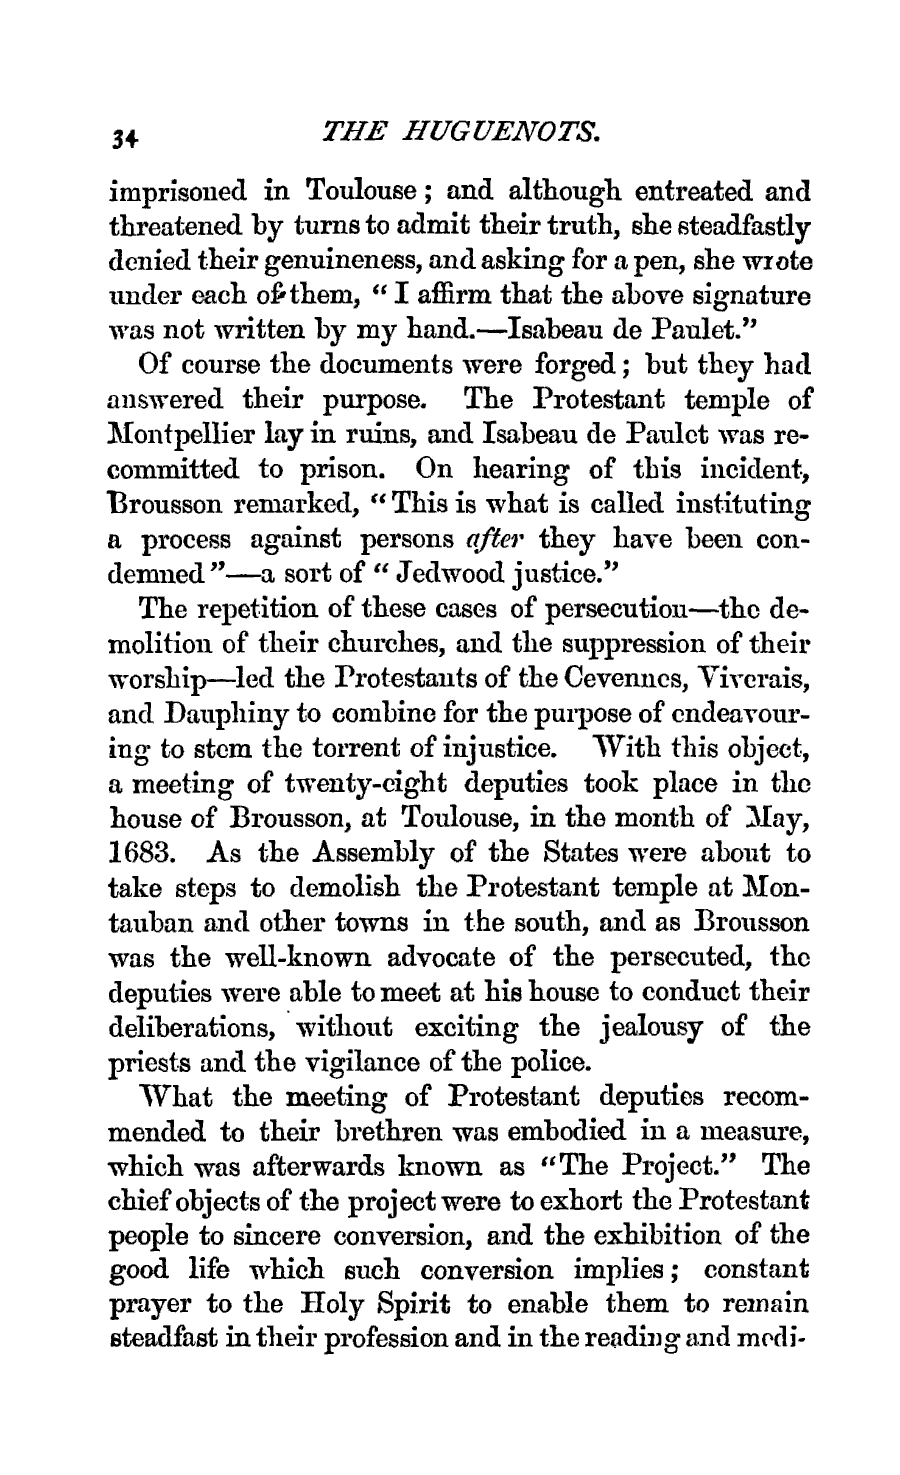 34 THE HUGUENOTS.
imprisoned in Toulouse ; and although entreated and
threatened by turns to admit their truth, she steadfastly
denied their genuineness, and asking for a pen, she wrote
under each of them, “ I affirm that the above signature
was not written by my hand.—Isabeau de Paulet.”
Of course the documents were forged ; but they had
answered their purpose. The Protestant temple of
Montpellier lay in ruins, and Isabeau de Paulet was re-
committed to prison. On hearing of this incident,
Brousson remarked, “ This is what is called instituting
a process against persons after they have been con-
demned ”—a sort of “ Jedwood justice.”
The repetition of these cases of persecution—the de-
molition of their churches, and the suppression of their
worship—led the Protestants of the Cevennes, Viverais,
and Dauphiny to combine for the purpose of endeavour-
ing to stem the torrent of injustice. With this object,
a meeting of twenty-eight deputies took place in the
house of Brousson, at Toulouse, in the month of May,
1683. As the Assembly of the States were about to
take steps to demolish the Protestant temple at Mon-
tauban and other towns in the south, and as Brousson
was the well-known advocate of the persecuted, the
deputies were able to meet at his house to conduct their
deliberations, without exciting the jealousy of the
priests and the vigilance of the police.
What the meeting of Protestant deputies recom-
mended to their brethren was embodied in a measure,
which was afterwards known as “The Project.” The
chief objects of the project were to exhort the Protestant
people to sincere conversion, and the exhibition of the
good life which such conversion implies ; constant
prayer to the Holy Spirit to enable them to remain
steadfast in their profession and in the reading and medi-